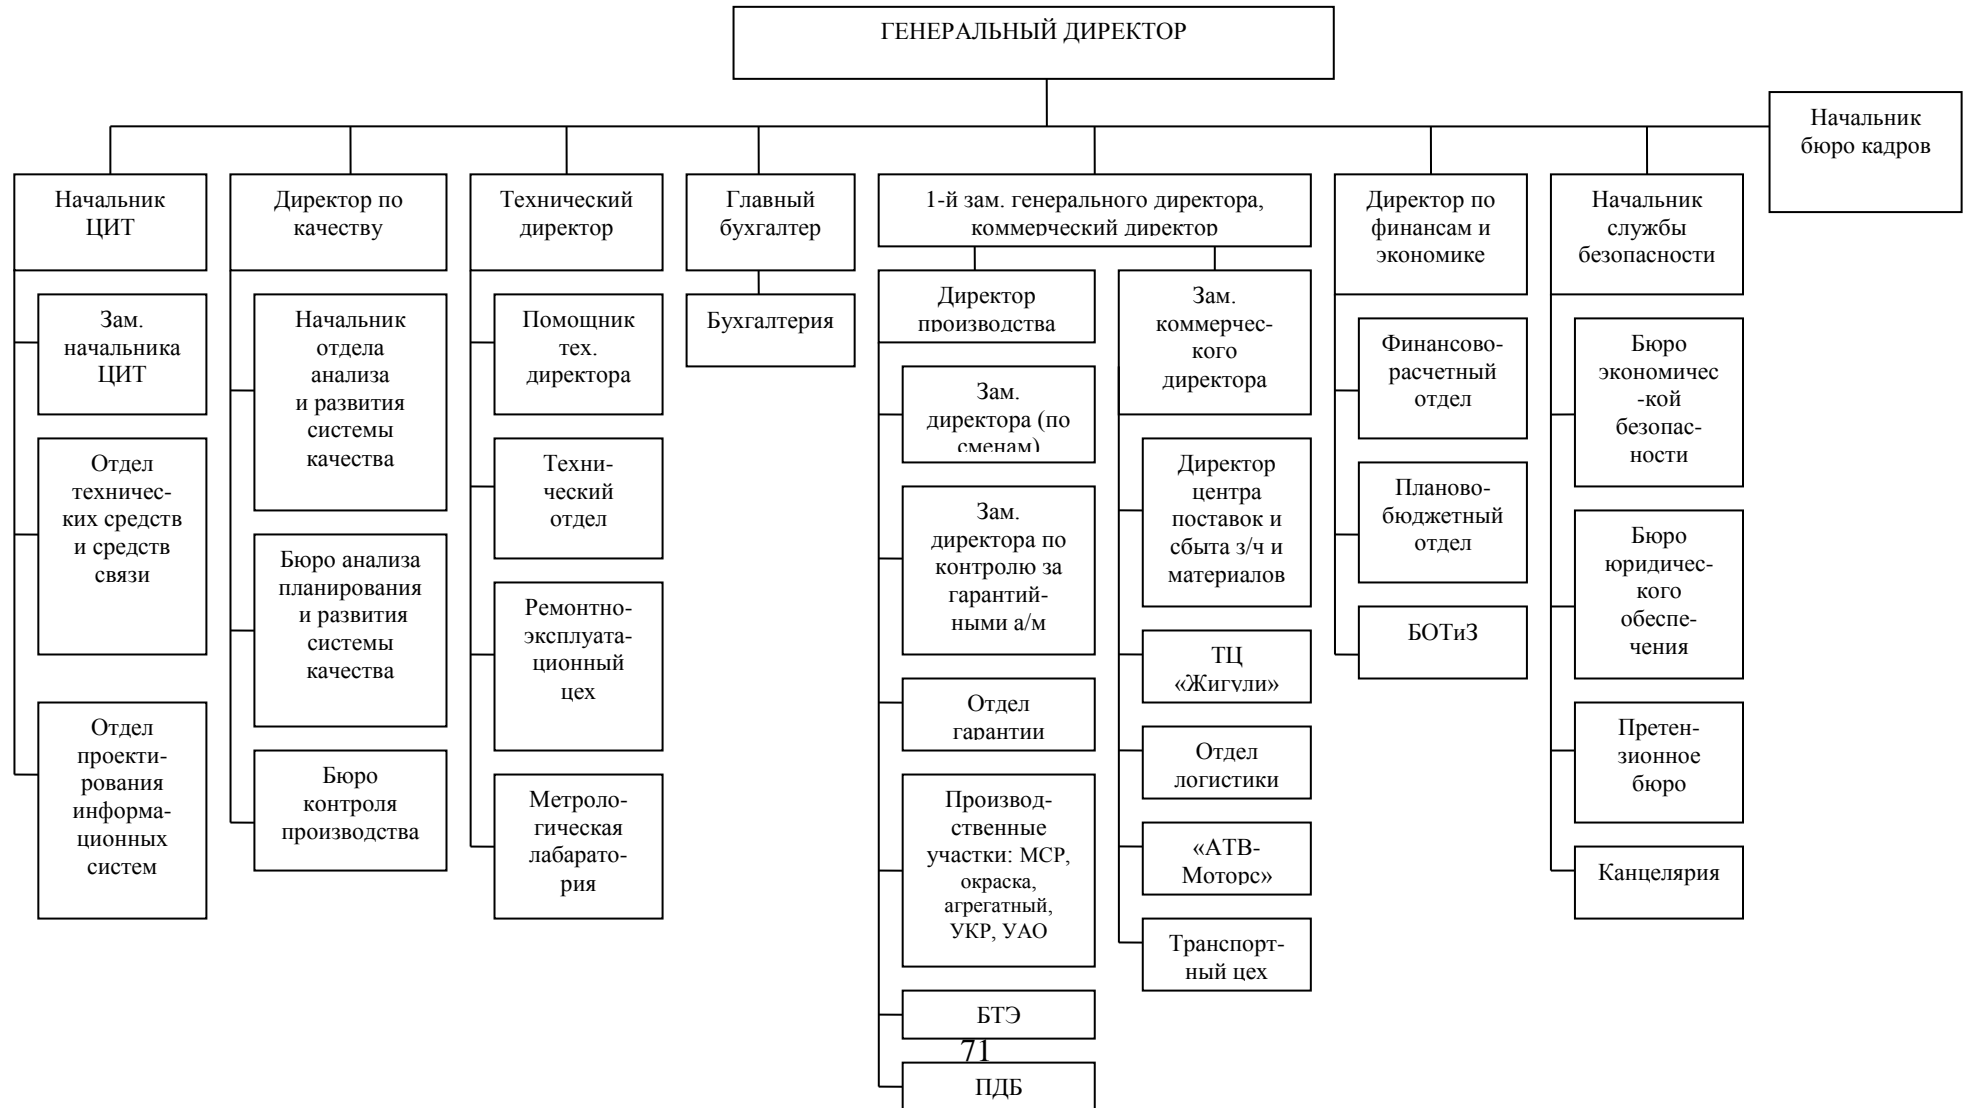 ГЕНЕРАЛЬНЫЙ ДИРЕКТОР
Начальник
бюро кадров
Начальник
ЦИТ
Зам.
начальника
ЦИТ
Отдел
техничес-
ких средств
и средств
связи
Отдел
проекти-
рования
информа-
ционных
систем
Директор по
качеству
Начальник
отдела
анализа
и развития
системы
качества
Бюро анализа
планирования
и развития
системы
качества
Бюро
контроля
производства
Технический
директор
Помощник
тех.
директора
Техни-
ческий
отдел
Ремонтно-
эксплуата-
ционный
цех
Метроло-
гическая
лабарато-
рия
Главный
бухгалтер
Бухгалтерия
1-й зам. генерального директора,
коммерческий директор
Директор
производства
Зам.
директора (по
сменам)
Зам.
директора по
контролю за
гарантий-
ными а/м
Отдел
гарантии
Производ-
ственные
участки: МСР,
окраска,
агрегатный,
УКР, УАО
БТЭ
ПДБ
Зам.
коммерчес-
кого
директора
Директор
центра
поставок и
сбыта з/ч и
материалов
ТЦ
«Жигули»
Отдел
логистики
«АТВ-
Моторс»
Транспорт-
ный цех
Директор по
финансам и
экономике
Финансово-
расчетный
отдел
Планово-
бюджетный
отдел
БОТиЗ
Начальник
службы
безопасности
Бюро
экономичес
-кой
безопас-
ности
Бюро
юридичес-
кого
обеспе-
чения
Претен-
зионное
бюро
Канцелярия
71